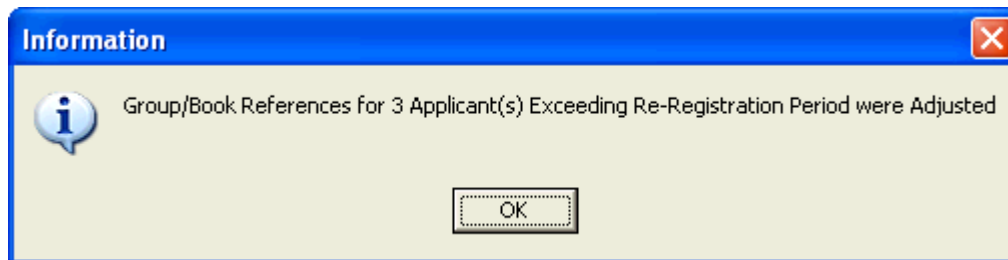 Information
Group/Book References for 3 Applicant(s) Exceeding Re-Registration Period were Adjusted
OK